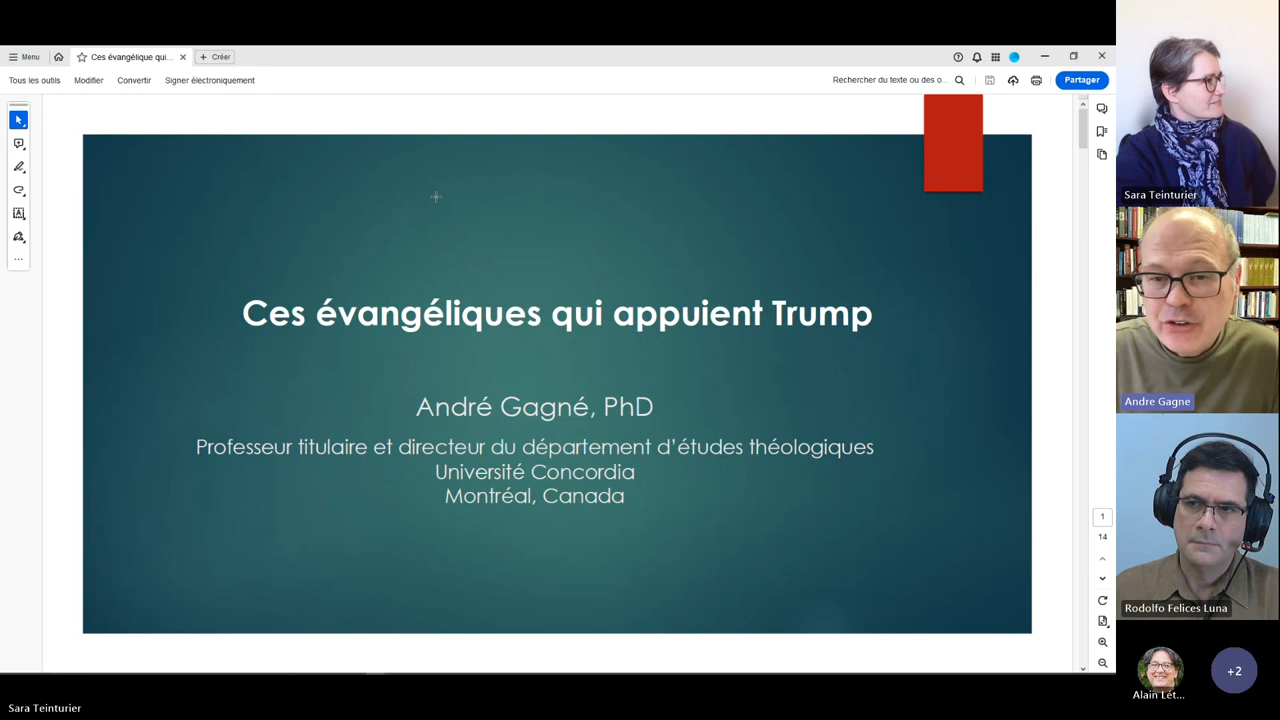 Menu
Ces évangélique qui...
Créer
Tous les outils
Modifier
Convertir
Signer électroniquement
Rechercher du texte ou des o...
Partager
Ces évangéliques qui appuient Trump
André Gagné, PhD
Professeur titulaire et directeur du département d’études théologiques
Université Concordia
Montréal, Canada
1
14
Sara Teinturier
Andre Gagne
Rodolfo Felices Luna
Alain Lét...
+2
Sara Teinturier